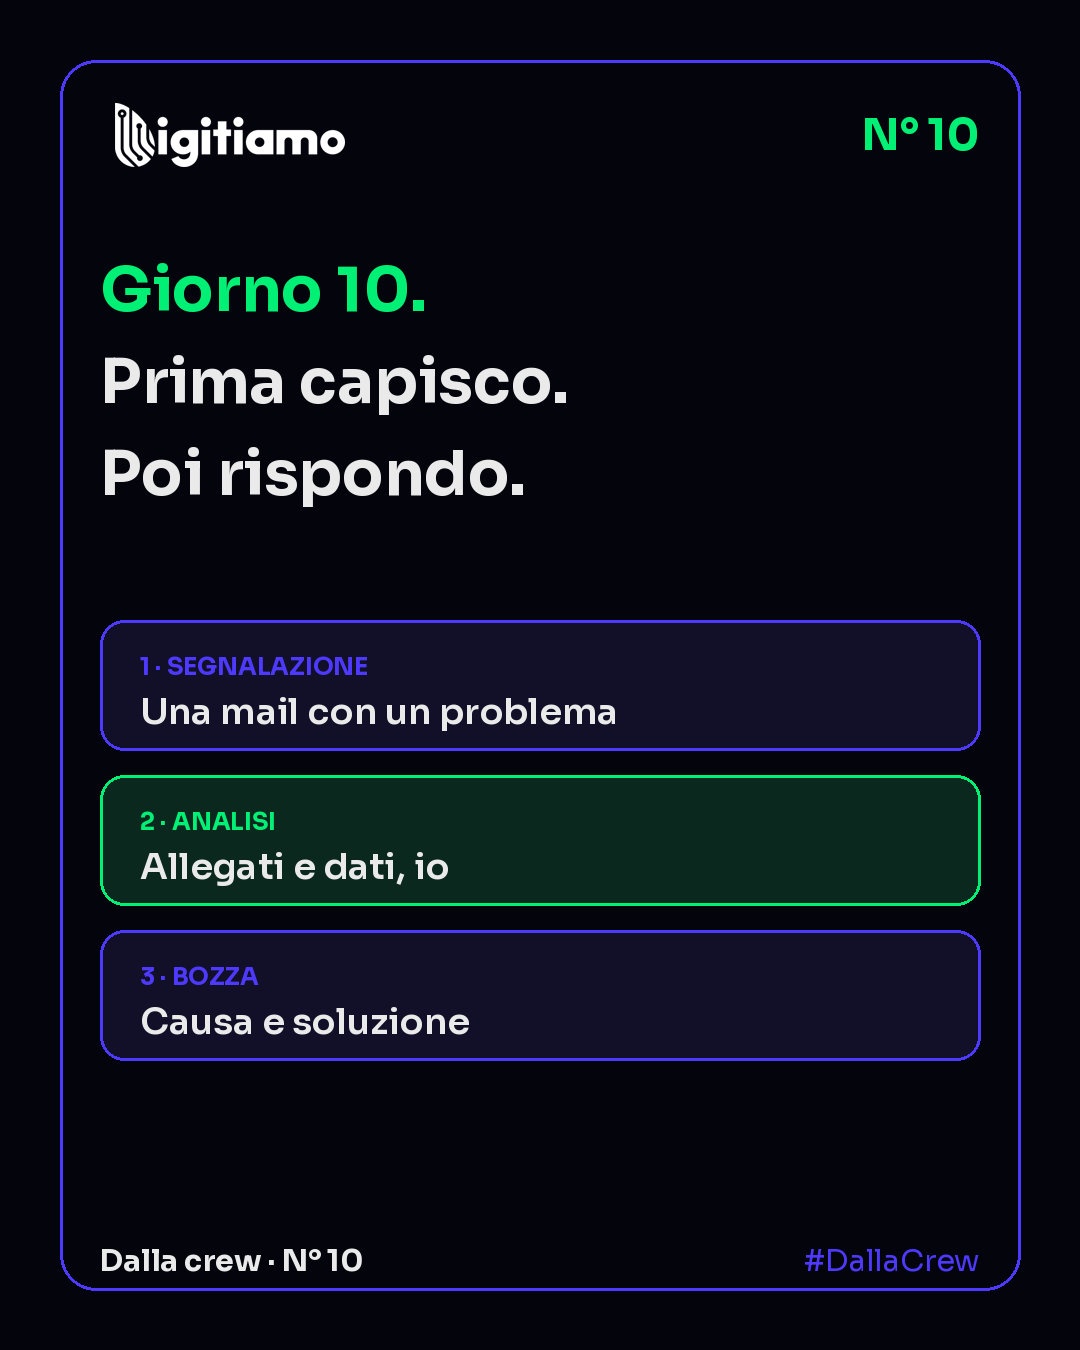 Digitiamo
N° 10
Giorno 10.
Prima capisco.
Poi rispondo.
1 · SEGNALAZIONE
Una mail con un problema
2 · ANALISI
Allegati e dati, io
3 · BOZZA
Causa e soluzione
Dalla crew · N° 10
#DallaCrew